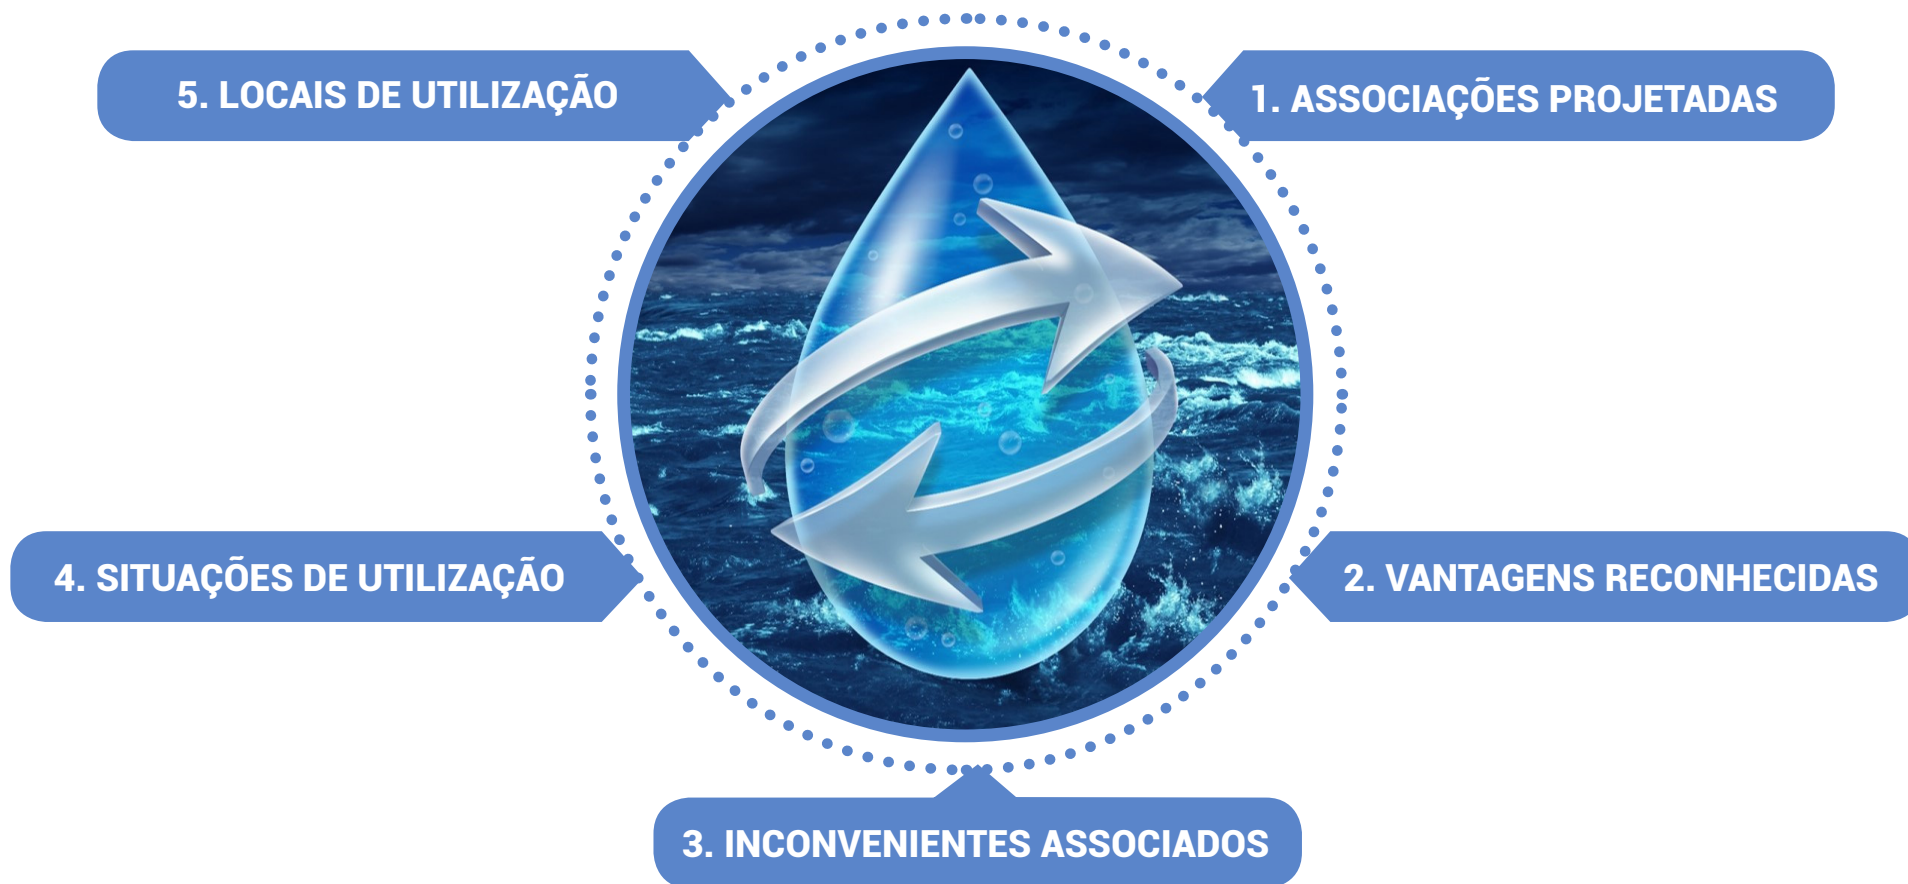 5. LOCAIS DE UTILIZAÇÃO
1. ASSOCIAÇÕES PROJETADAS
4. SITUAÇÕES DE UTILIZAÇÃO
2. VANTAGENS RECONHECIDAS
3. INCONVENIENTES ASSOCIADOS